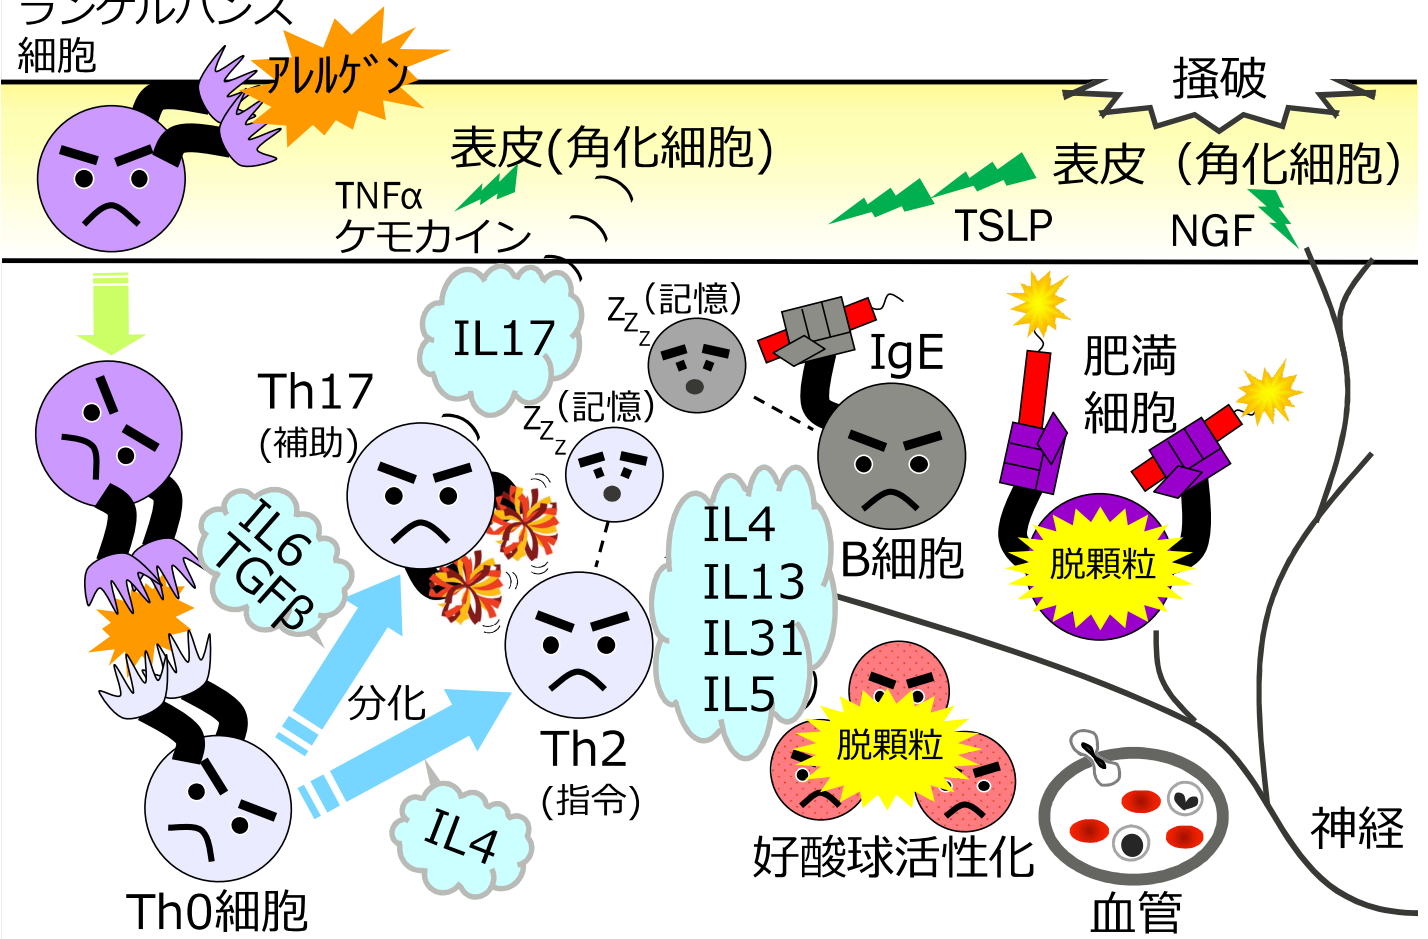 ランゲルハンス
細胞
ｱﾚﾙｹﾞﾝ
掻破
表皮(角化細胞)
表皮（角化細胞）
TNFα
ケモカイン
TSLP
NGF
IL17
zzz
(記憶)
IgE
肥満
細胞
Th17
(補助)
zzz
(記憶)
IL6
TGFβ
IL4
IL13
IL31
IL5
B細胞
脱顆粒
分化
Th2
(指令)
脱顆粒
IL4
好酸球活性化
神経
Th0細胞
血管